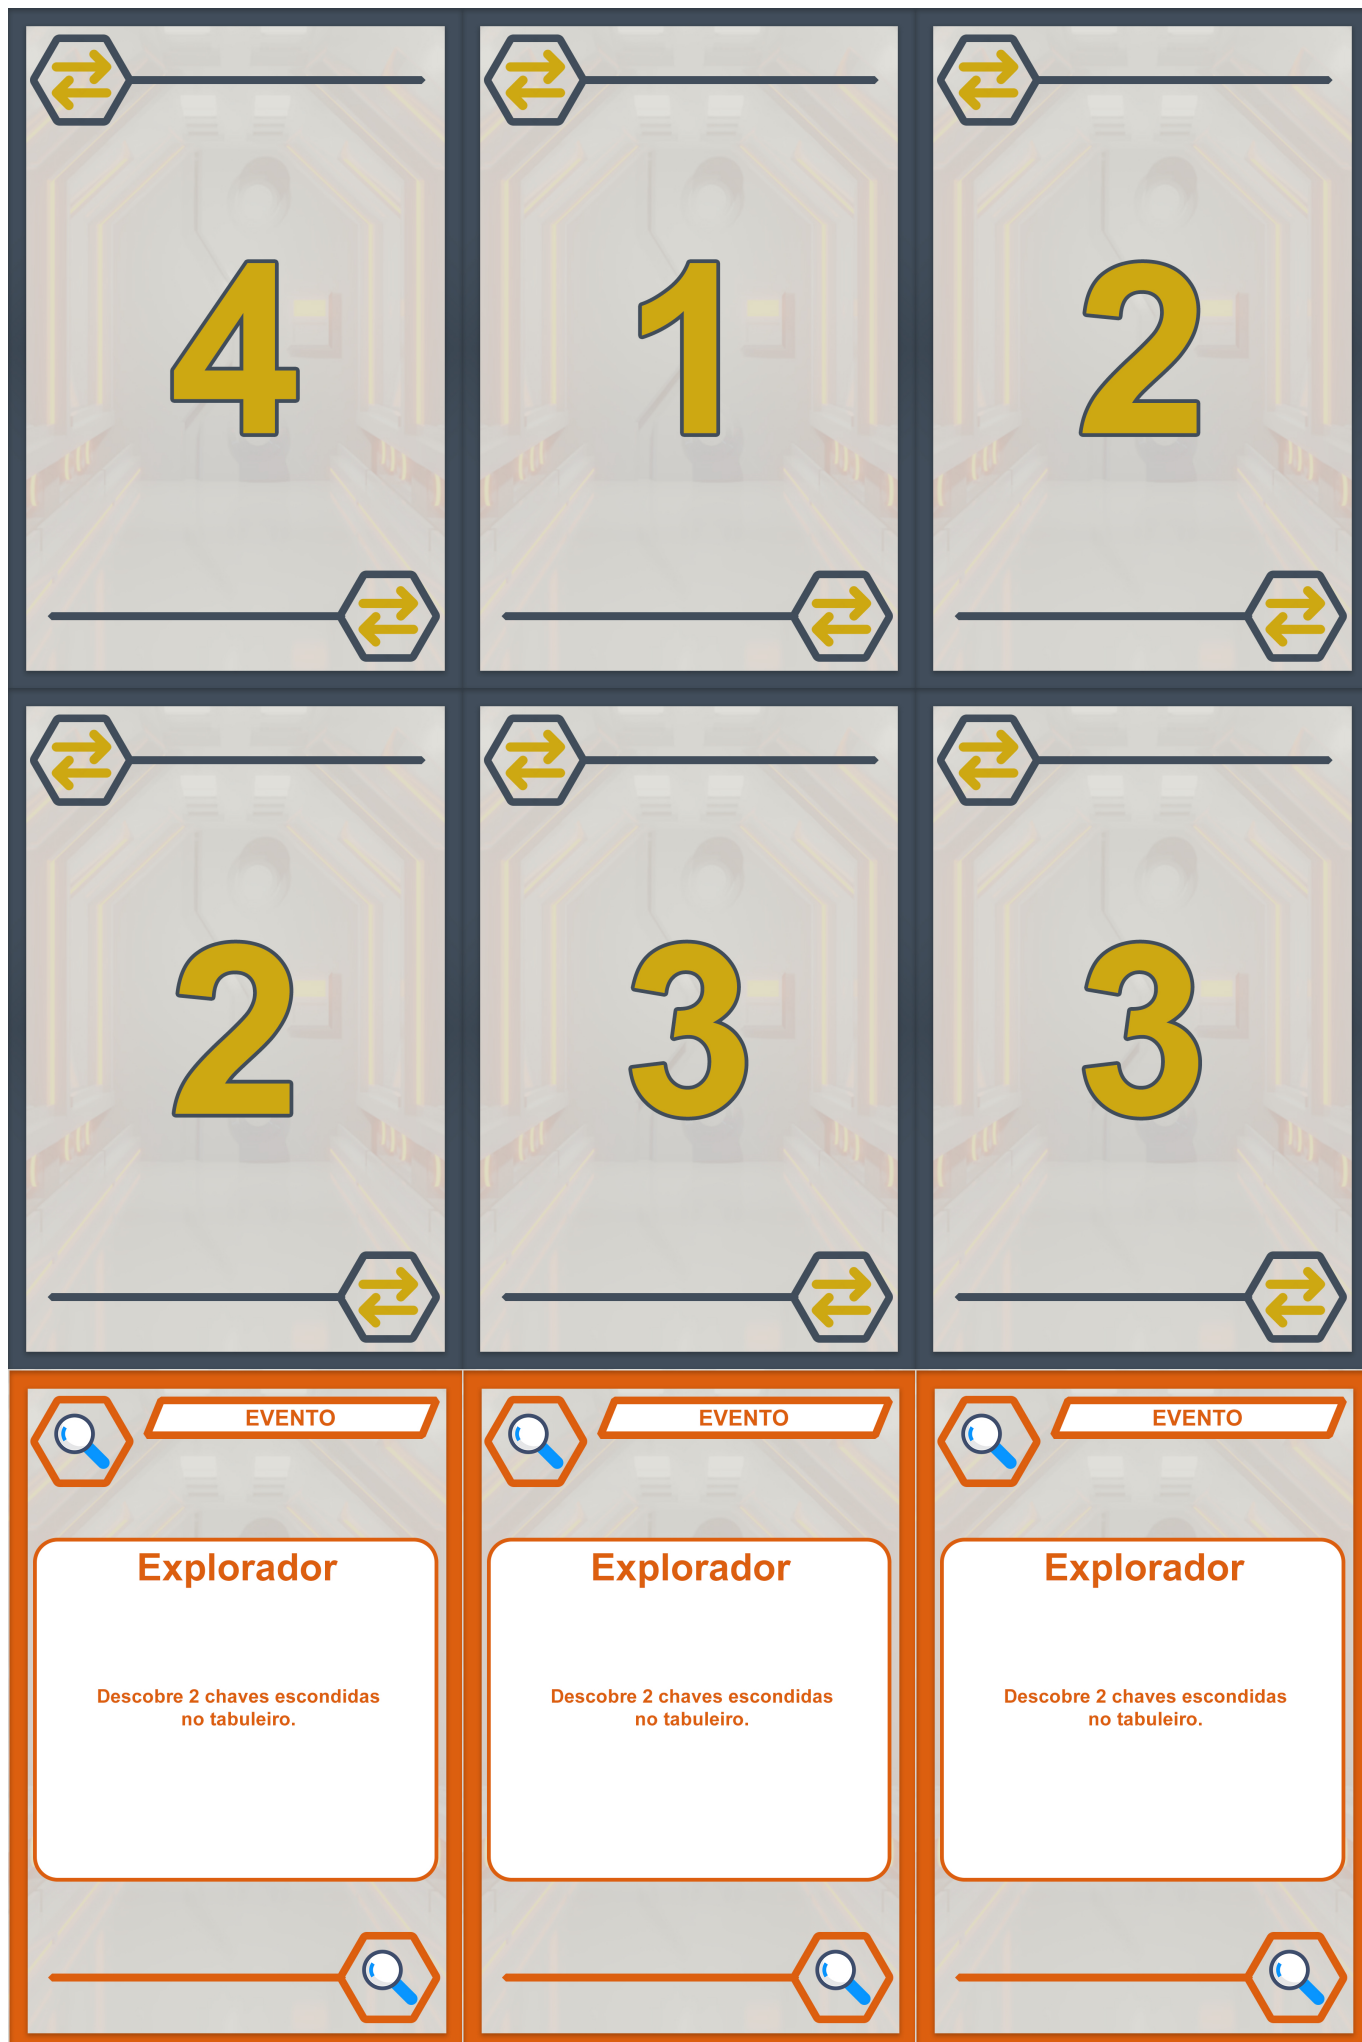 4
1
2
2
3
3
EVENTO
Explorador
Descobre 2 chaves escondidas
no tabuleiro.
EVENTO
Explorador
Descobre 2 chaves escondidas
no tabuleiro.
EVENTO
Explorador
Descobre 2 chaves escondidas
no tabuleiro.